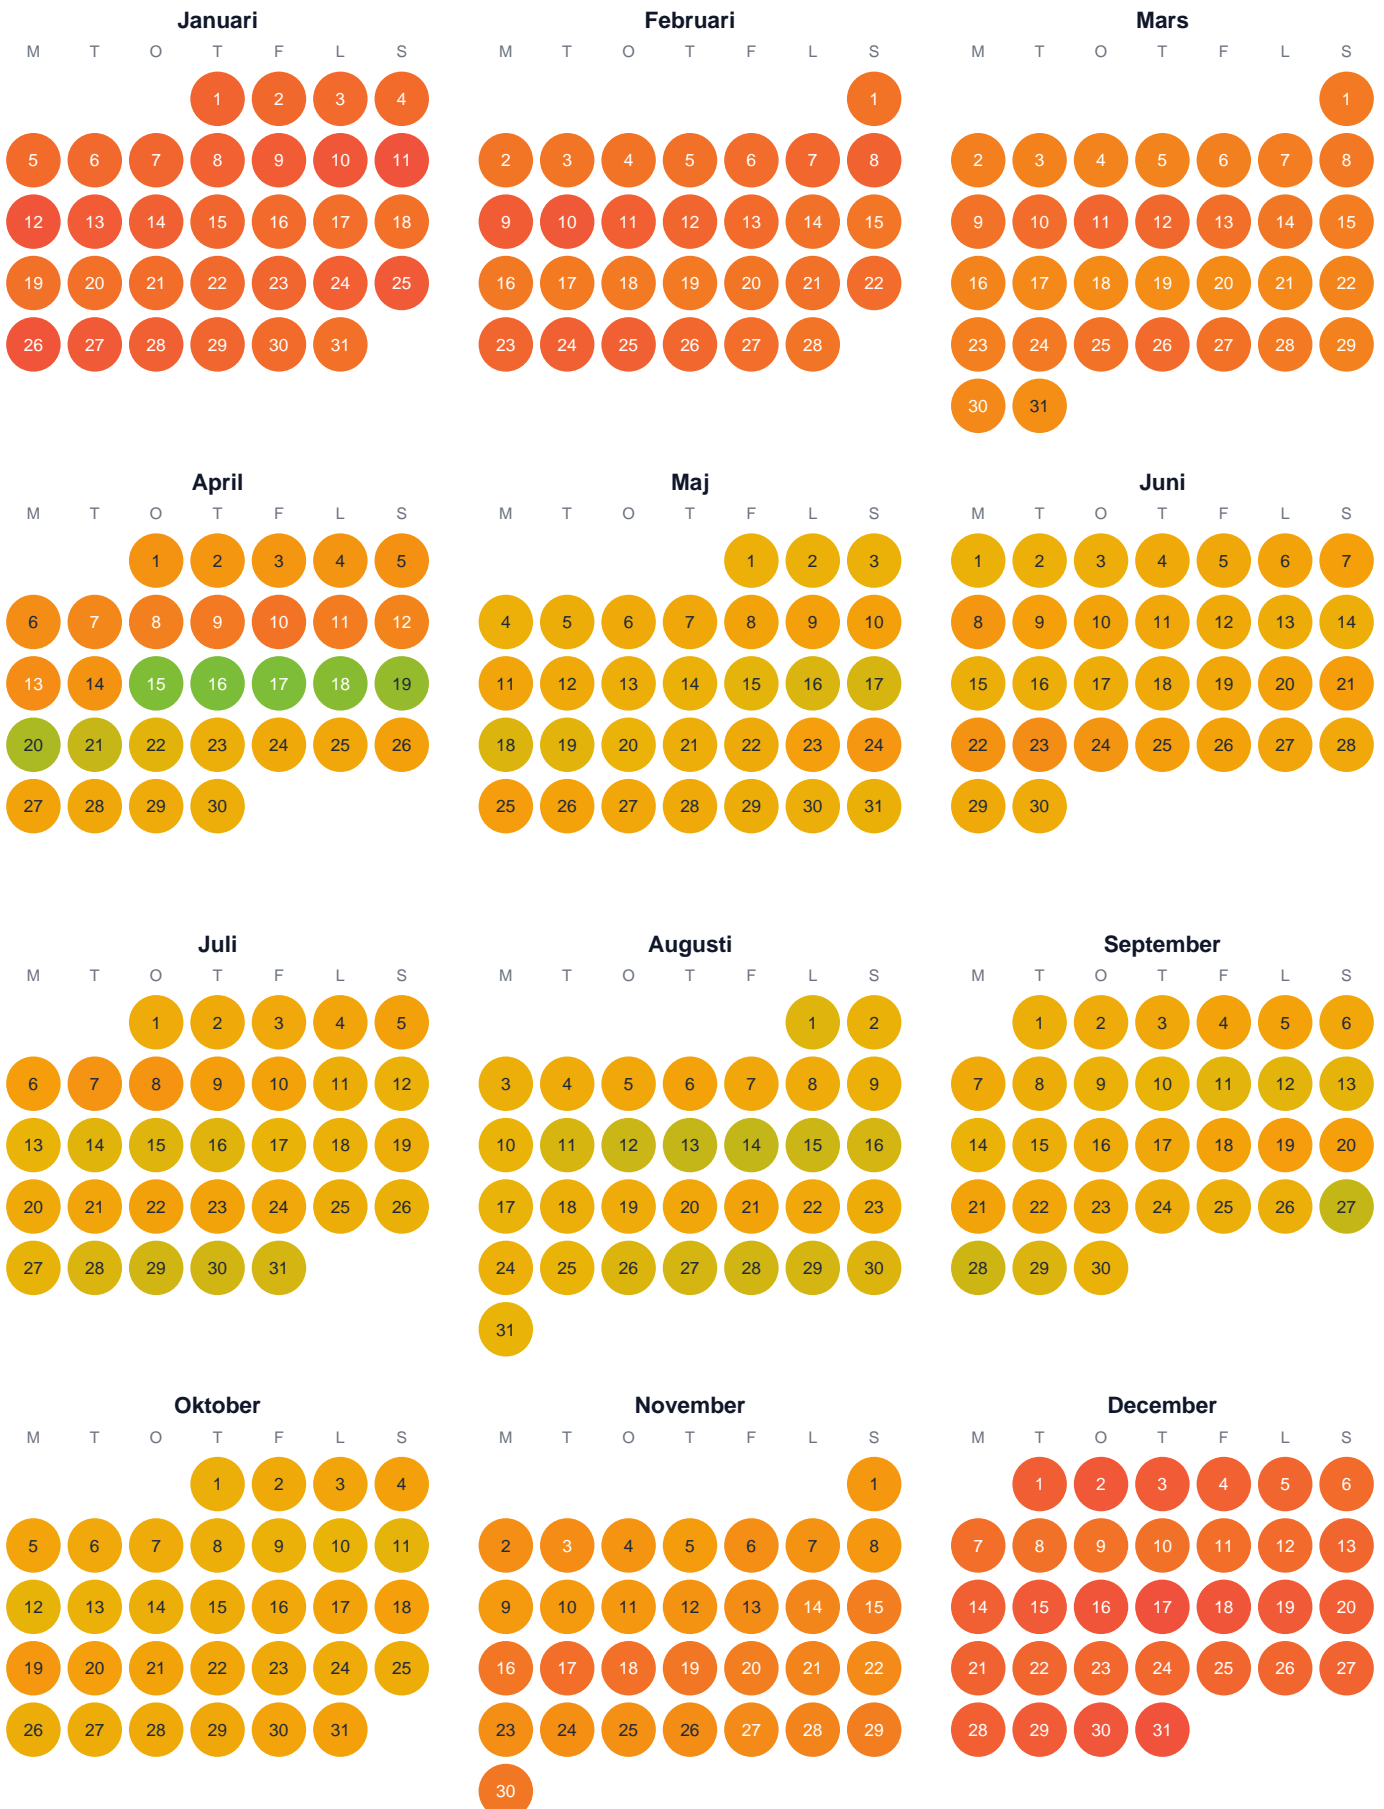 Januari Februari Mars
M T O T F L S M T O T F L S M T O T F L S
1 2 3 4 1 1
5 6 7 8 9 10 11 2 3 4 5 6 7 8 2 3 4 5 6 7 8
12 13 14 15 16 17 18 9 10 11 12 13 14 15 9 10 11 12 13 14 15
19 20 21 22 23 24 25 16 17 18 19 20 21 22 16 17 18 19 20 21 22
26 27 28 29 30 31 23 24 25 26 27 28 23 24 25 26 27 28 29
30 31
April Maj Juni
M T O T F L S M T O T F L S M T O T F L S
1 2 3 4 5 1 2 3 1 2 3 4 5 6 7
6 7 8 9 10 11 12 4 5 6 7 8 9 10 8 9 10 11 12 13 14
13 14 15 16 17 18 19 11 12 13 14 15 16 17 15 16 17 18 19 20 21
20 21 22 23 24 25 26 18 19 20 21 22 23 24 22 23 24 25 26 27 28
27 28 29 30 25 26 27 28 29 30 31 29 30
Juli Augusti September
M T O T F L S M T O T F L S M T O T F L S
1 2 3 4 5 1 2 1 2 3 4 5 6
6 7 8 9 10 11 12 3 4 5 6 7 8 9 7 8 9 10 11 12 13
13 14 15 16 17 18 19 10 11 12 13 14 15 16 14 15 16 17 18 19 20
20 21 22 23 24 25 26 17 18 19 20 21 22 23 21 22 23 24 25 26 27
27 28 29 30 31 24 25 26 27 28 29 30 28 29 30
31
Oktober November December
M T O T F L S M T O T F L S M T O T F L S
1 2 3 4 1 1 2 3 4 5 6
5 6 7 8 9 10 11 2 3 4 5 6 7 8 7 8 9 10 11 12 13
12 13 14 15 16 17 18 9 10 11 12 13 14 15 14 15 16 17 18 19 20
19 20 21 22 23 24 25 16 17 18 19 20 21 22 21 22 23 24 25 26 27
26 27 28 29 30 31 23 24 25 26 27 28 29 28 29 30 31
30